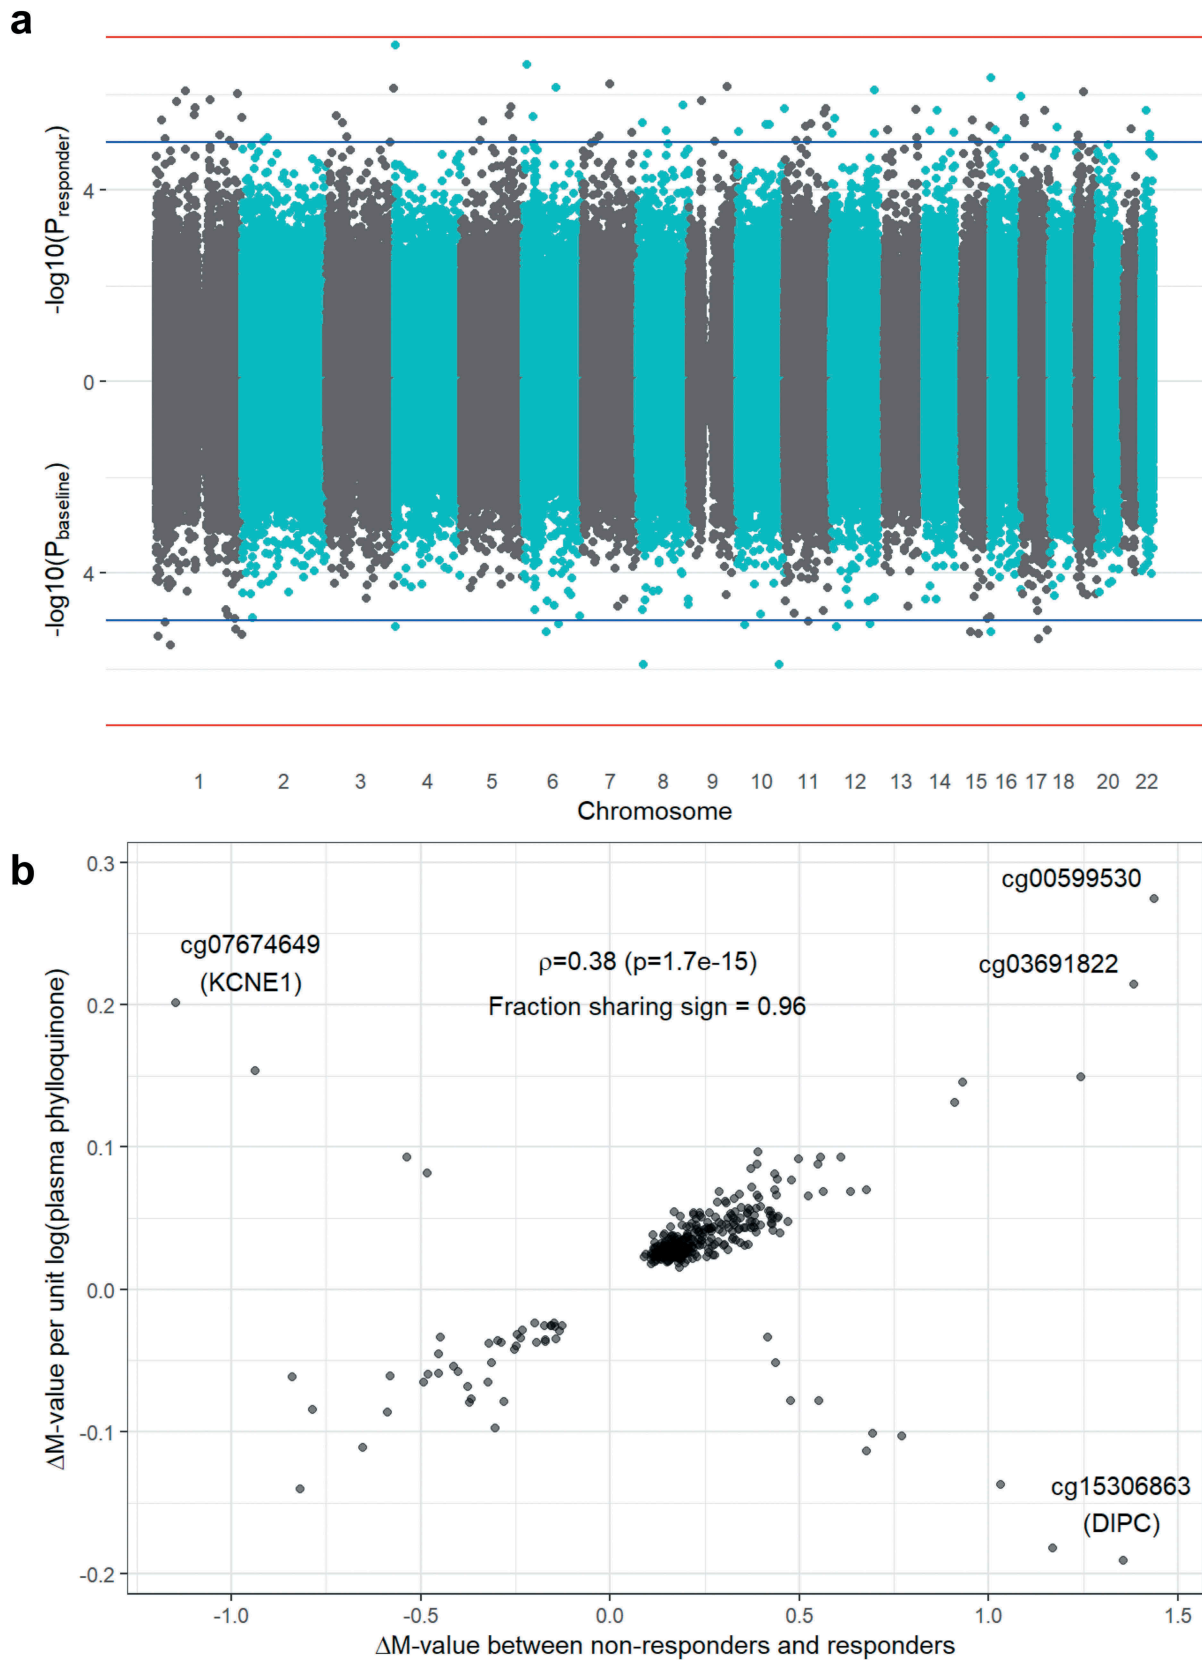 a
-log10(Presponder)
-log10(Pbaseline)
4
0
4
1 2 3 4 5 6 7 8 9 10 11 12 13 14 15 16 17 18 20 22
Chromosome
b
ΔM-value per unit log(plasma phylloquinone)
0.3
0.2
0.1
0.0
-0.1
-0.2
cg00599530
cg07674649
(KCNE1)
ρ=0.38 (p=1.7e-15)
cg03691822
Fraction sharing sign = 0.96
cg15306863
(DIPC)
-1.0 -0.5 0.0 0.5 1.0 1.5
ΔM-value between non-responders and responders